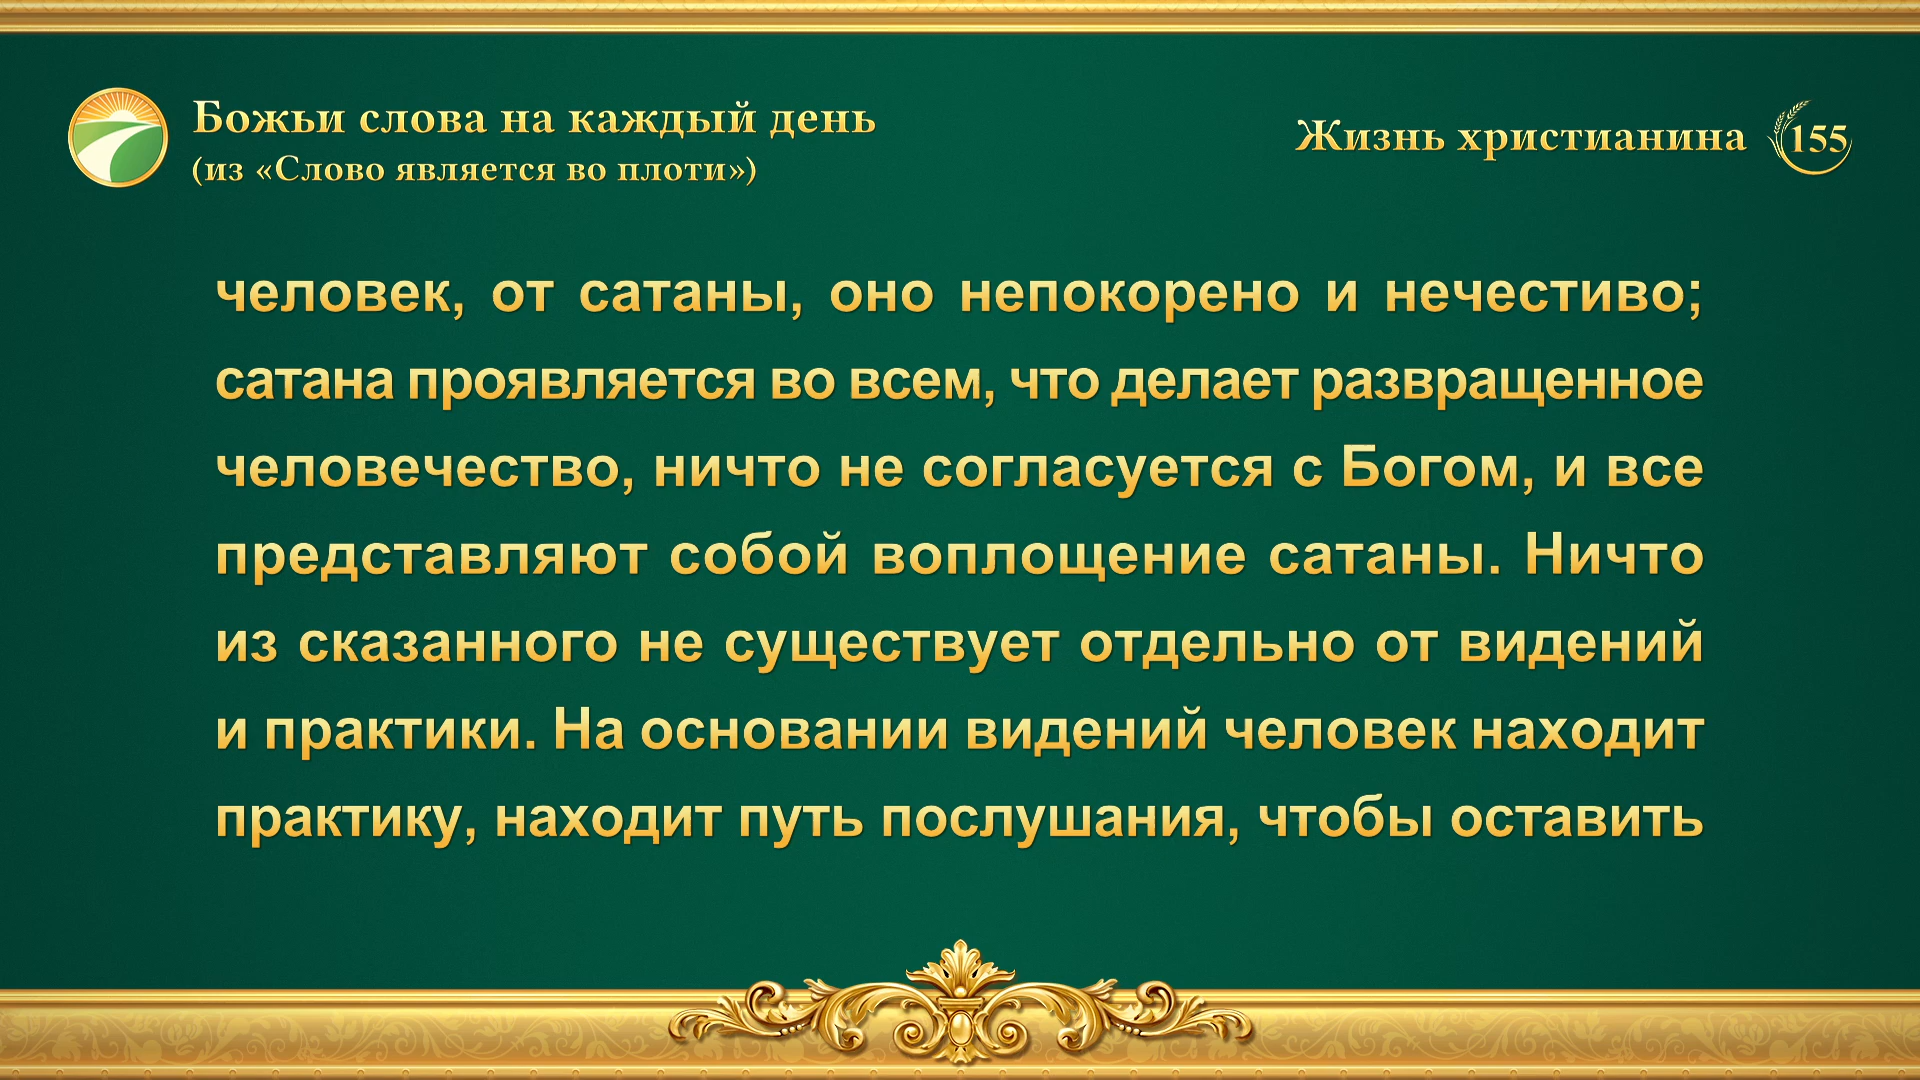 Божьи слова на каждый день
(из «Слово является во плоти»)
Жизнь христианина 155
человек, от сатаны, оно непокорено и нечестиво;
сатана проявляется во всем, что делает развращенное
человечество, ничто не согласуется с Богом, и все
представляют собой воплощение сатаны. Ничто
из сказанного не существует отдельно от видений
и практики. На основании видений человек находит
практику, находит путь послушания, чтобы оставить